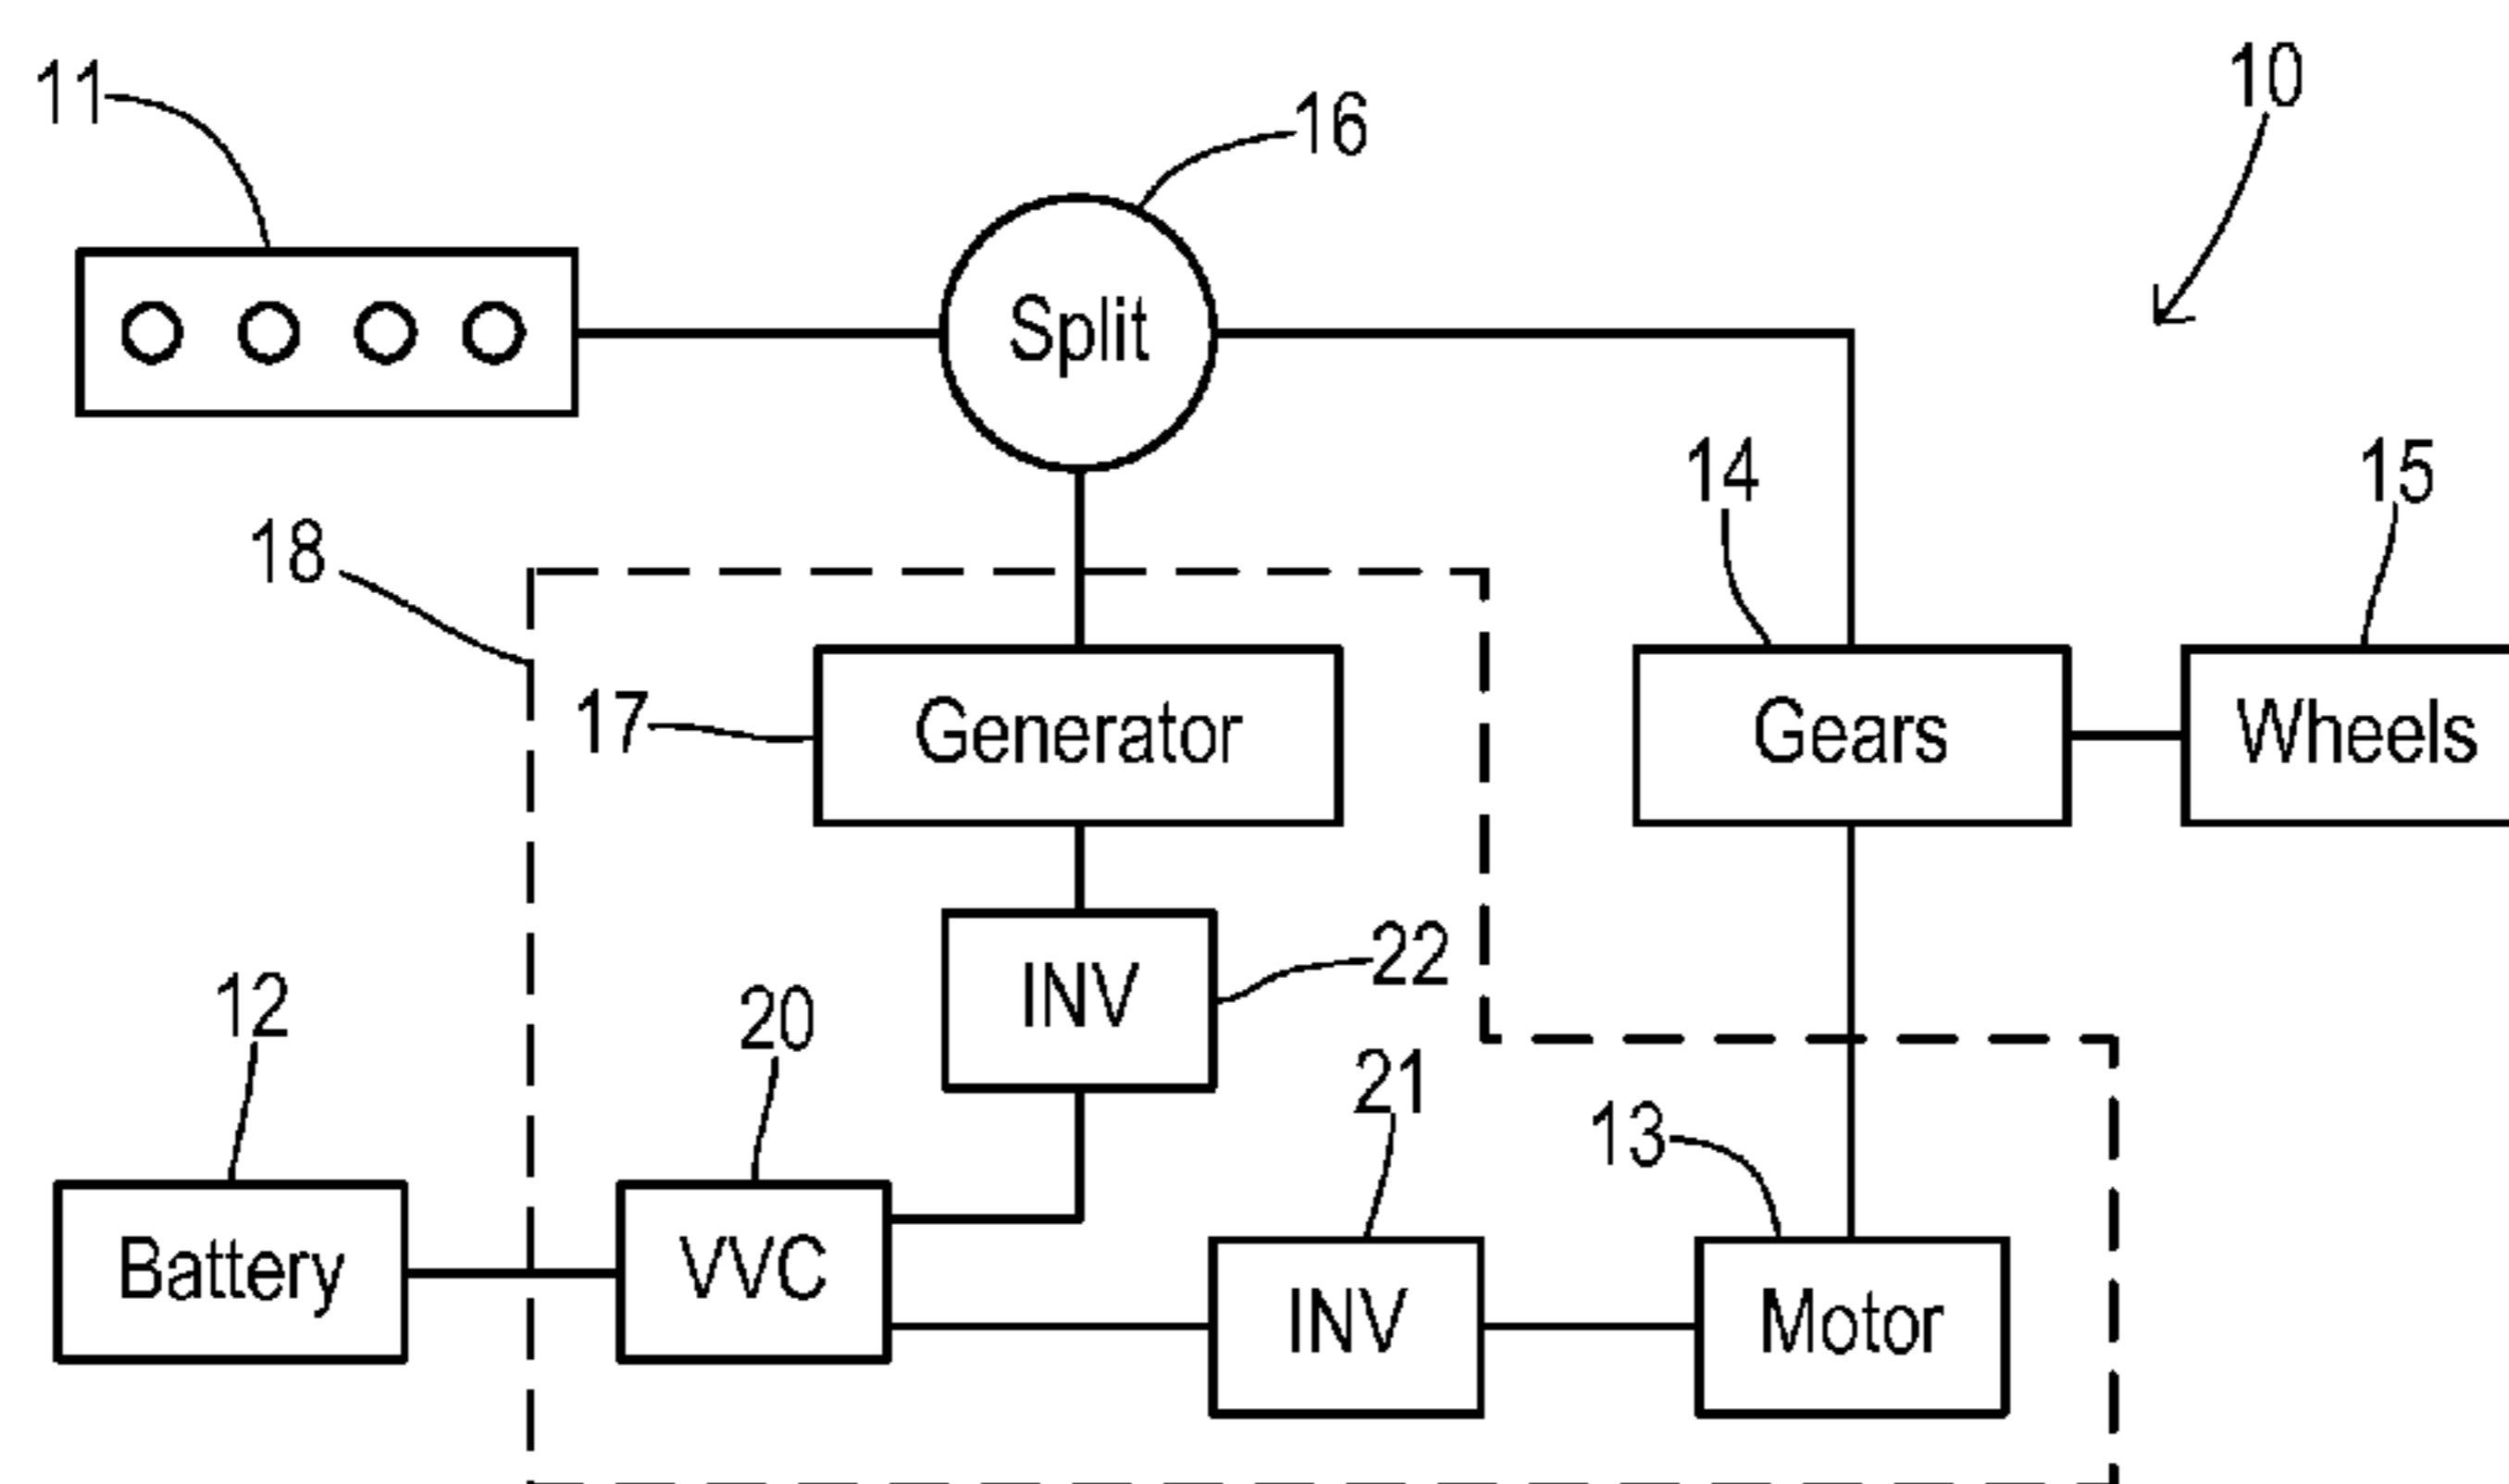 11
16
10
Split
14
15
18
17
Generator
Gears
Wheels
22
INV
12
20
21
13
Battery
VVC
INV
Motor